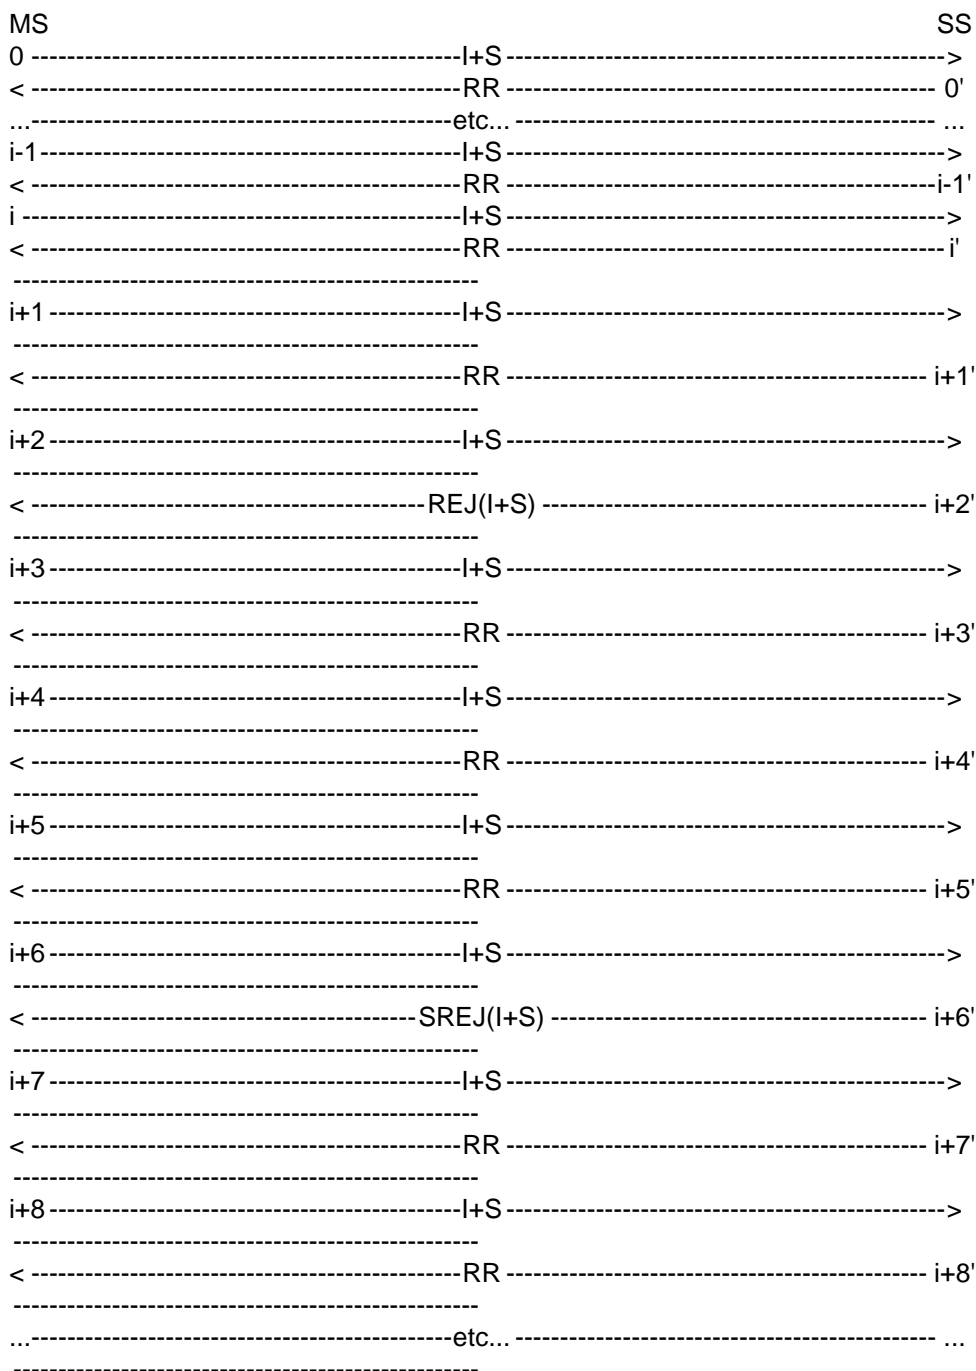 MS SS
0 -----------------------------------------------I+S ------------------------------------------------>
< -----------------------------------------------RR ----------------------------------------------- 0'
...-----------------------------------------------etc... ----------------------------------------------- ...
i-1-----------------------------------------------I+S ------------------------------------------------>
< -----------------------------------------------RR ------------------------------------------------i-1'
i ------------------------------------------------I+S ------------------------------------------------>
< -----------------------------------------------RR ------------------------------------------------ i'
----------------------------------------------------
i+1 ----------------------------------------------I+S ------------------------------------------------>
----------------------------------------------------
< -----------------------------------------------RR ----------------------------------------------- i+1'
----------------------------------------------------
i+2 ----------------------------------------------I+S ------------------------------------------------>
----------------------------------------------------
< --------------------------------------------REJ(I+S) ------------------------------------------- i+2'
----------------------------------------------------
i+3 ----------------------------------------------I+S ------------------------------------------------>
----------------------------------------------------
< -----------------------------------------------RR ----------------------------------------------- i+3'
----------------------------------------------------
i+4 ----------------------------------------------I+S ------------------------------------------------>
----------------------------------------------------
< -----------------------------------------------RR ----------------------------------------------- i+4'
----------------------------------------------------
i+5 ----------------------------------------------I+S ------------------------------------------------>
----------------------------------------------------
< -----------------------------------------------RR ----------------------------------------------- i+5'
----------------------------------------------------
i+6 ----------------------------------------------I+S ------------------------------------------------>
----------------------------------------------------
< -------------------------------------------SREJ(I+S) ------------------------------------------ i+6'
----------------------------------------------------
i+7 ----------------------------------------------I+S ------------------------------------------------>
----------------------------------------------------
< -----------------------------------------------RR ----------------------------------------------- i+7'
----------------------------------------------------
i+8 ----------------------------------------------I+S ------------------------------------------------>
----------------------------------------------------
< -----------------------------------------------RR ----------------------------------------------- i+8'
----------------------------------------------------
...-----------------------------------------------etc... ----------------------------------------------- ...
----------------------------------------------------